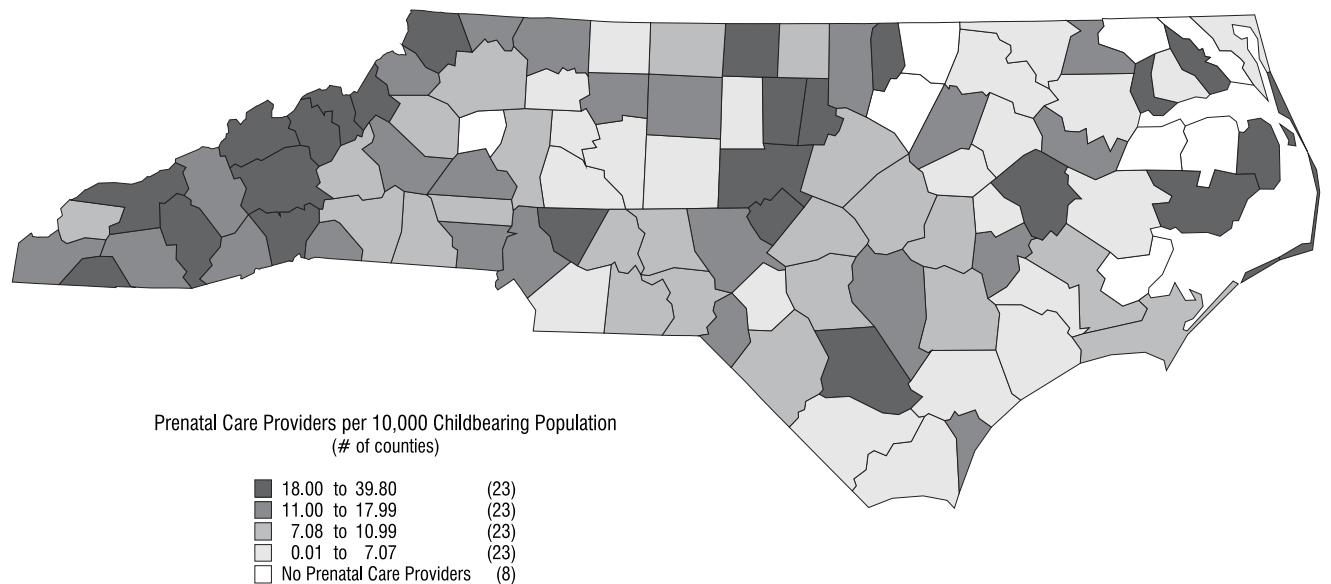 Prenatal Care Providers per 10,000 Childbearing Population
(# of counties)
18.00 to 39.80 (23)
11.00 to 17.99 (23)
7.08 to 10.99 (23)
0.01 to 7.07 (23)
No Prenatal Care Providers (8)